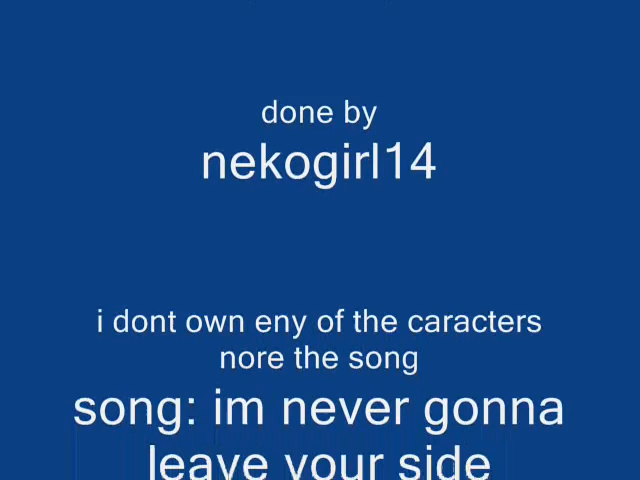 done by
nekogirl14
i dont own eny of the caracters
nore the song
song: im never gonna
leave your side